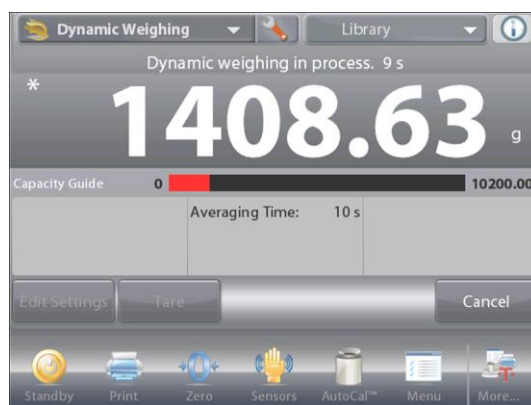 Dynamic Weighing
Library
Dynamic weighing in process. 9 s
* 1408.63 g
Capacity Guide 0 10200.00
Averaging Time: 10 s
Edit Settings Tare Cancel
Standby Print Zero Sensors AutoCal™ Menu More...